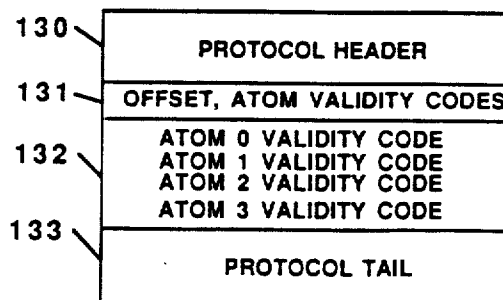 130 PROTOCOL HEADER
131 OFFSET, ATOM VALIDITY CODES
ATOM 0 VALIDITY CODE
132 ATOM 1 VALIDITY CODE
ATOM 2 VALIDITY CODE
ATOM 3 VALIDITY CODE
133 PROTOCOL TAIL